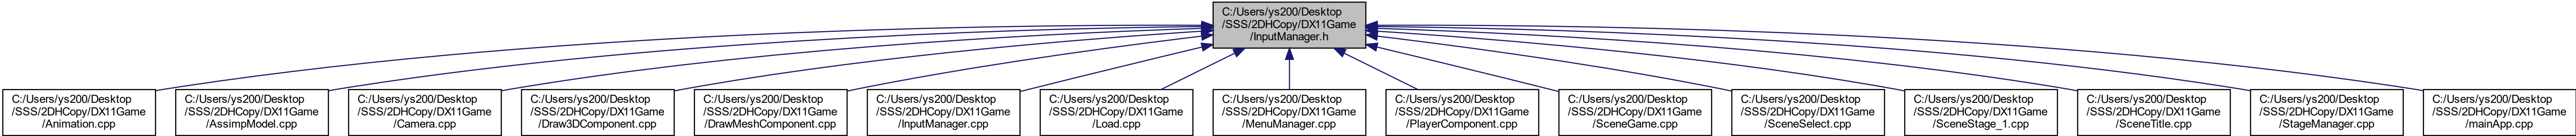 C:/Users/ys200/Desktop
/SSS/2DHCopy/DX11Game
/InputManager.h
C:/Users/ys200/Desktop
/SSS/2DHCopy/DX11Game
/Animation.cpp
C:/Users/ys200/Desktop
/SSS/2DHCopy/DX11Game
/AssimpModel.cpp
C:/Users/ys200/Desktop
/SSS/2DHCopy/DX11Game
/Camera.cpp
C:/Users/ys200/Desktop
/SSS/2DHCopy/DX11Game
/Draw3DComponent.cpp
C:/Users/ys200/Desktop
/SSS/2DHCopy/DX11Game
/DrawMeshComponent.cpp
C:/Users/ys200/Desktop
/SSS/2DHCopy/DX11Game
/InputManager.cpp
C:/Users/ys200/Desktop
/SSS/2DHCopy/DX11Game
/Load.cpp
C:/Users/ys200/Desktop
/SSS/2DHCopy/DX11Game
/MenuManager.cpp
C:/Users/ys200/Desktop
/SSS/2DHCopy/DX11Game
/PlayerComponent.cpp
C:/Users/ys200/Desktop
/SSS/2DHCopy/DX11Game
/SceneGame.cpp
C:/Users/ys200/Desktop
/SSS/2DHCopy/DX11Game
/SceneSelect.cpp
C:/Users/ys200/Desktop
/SSS/2DHCopy/DX11Game
/SceneStage_1.cpp
C:/Users/ys200/Desktop
/SSS/2DHCopy/DX11Game
/SceneTitle.cpp
C:/Users/ys200/Desktop
/SSS/2DHCopy/DX11Game
/StageManager.cpp
C:/Users/ys200/Desktop
/SSS/2DHCopy/DX11Game
/mainApp.cpp